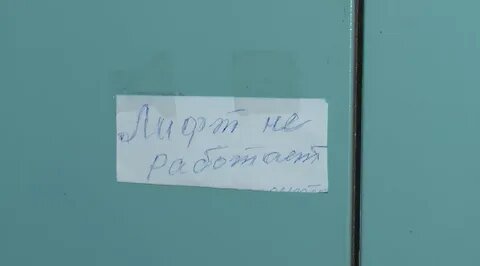 Лифт не
работает